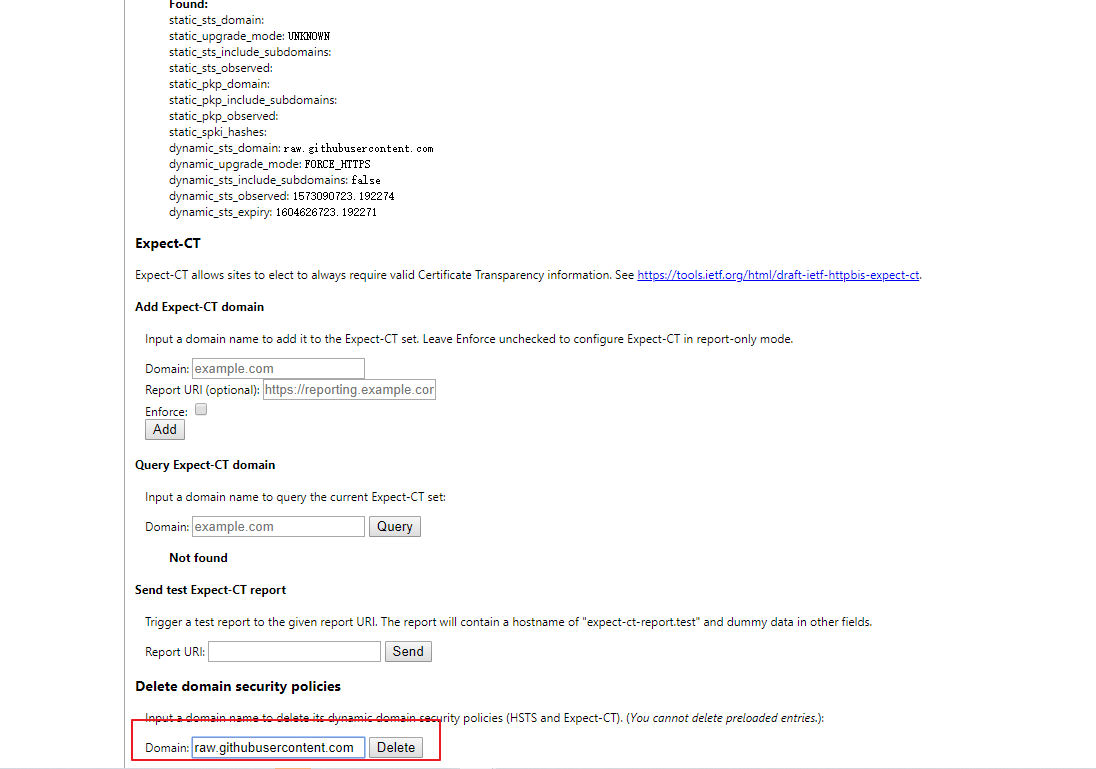 Found:
static_sts_domain:
static_upgrade_mode: UNKNOWN
static_sts_include_subdomains:
static_sts_observed:
static_pkp_domain:
static_pkp_include_subdomains:
static_pkp_observed:
static_spki_hashes:
dynamic_sts_domain: raw.githubusercontent.com
dynamic_upgrade_mode: FORCE_HTTPS
dynamic_sts_include_subdomains: false
dynamic_sts_observed: 1573090723.192274
dynamic_sts_expiry: 1604626723.192271
Expect-CT
Expect-CT allows sites to elect to always require valid Certificate Transparency information. See https://tools.ietf.org/html/draft-ietf-httpbis-expect-ct.
Add Expect-CT domain
Input a domain name to add it to the Expect-CT set. Leave Enforce unchecked to configure Expect-CT in report-only mode.
Domain: example.com
Report URI (optional): https://reporting.example.cor
Enforce:
Add
Query Expect-CT domain
Input a domain name to query the current Expect-CT set:
Domain: example.com Query
Not found
Send test Expect-CT report
Trigger a test report to the given report URI. The report will contain a hostname of "expect-ct-report.test" and dummy data in other fields.
Report URI: Send
Delete domain security policies
Input a domain name to delete its dynamic domain security policies (HSTS and Expect-CT). (You cannot delete preloaded entries.):
Domain: raw.githubusercontent.com Delete